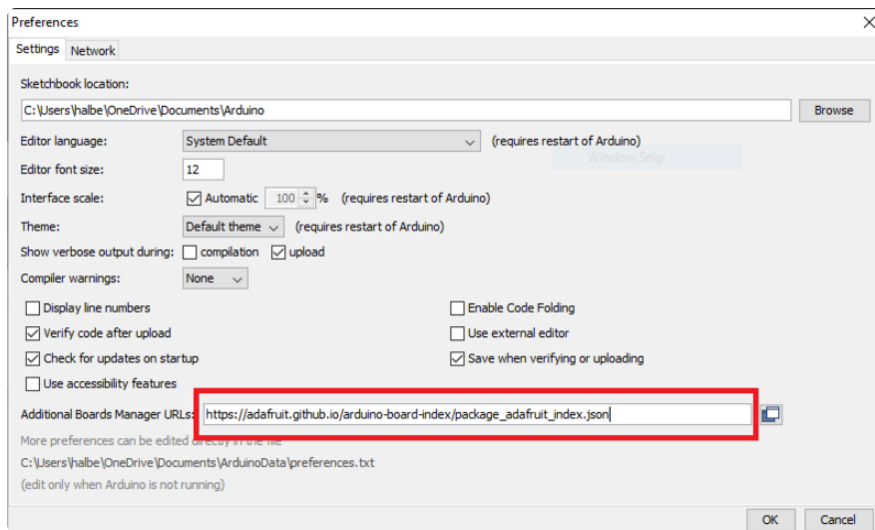 Preferences
Settings Network
Sketchbook location:
C:\Users\halbe\OneDrive\Documents\Arduino Browse
Editor language: System Default (requires restart of Arduino)
Window Snip
Editor font size: 12
Interface scale: Automatic 100 % (requires restart of Arduino)
Theme: Default theme (requires restart of Arduino)
Show verbose output during: compilation upload
Compiler warnings: None
Display line numbers Enable Code Folding
Verify code after upload Use external editor
Check for updates on startup Save when verifying or uploading
Use accessibility features
Additional Boards Manager URLs: https://adafruit.github.io/arduino-board-index/package_adafruit_index.json
More preferences can be edited directly in the file
C:\Users\halbe\OneDrive\Documents\ArduinoData\preferences.txt
(edit only when Arduino is not running)
OK Cancel